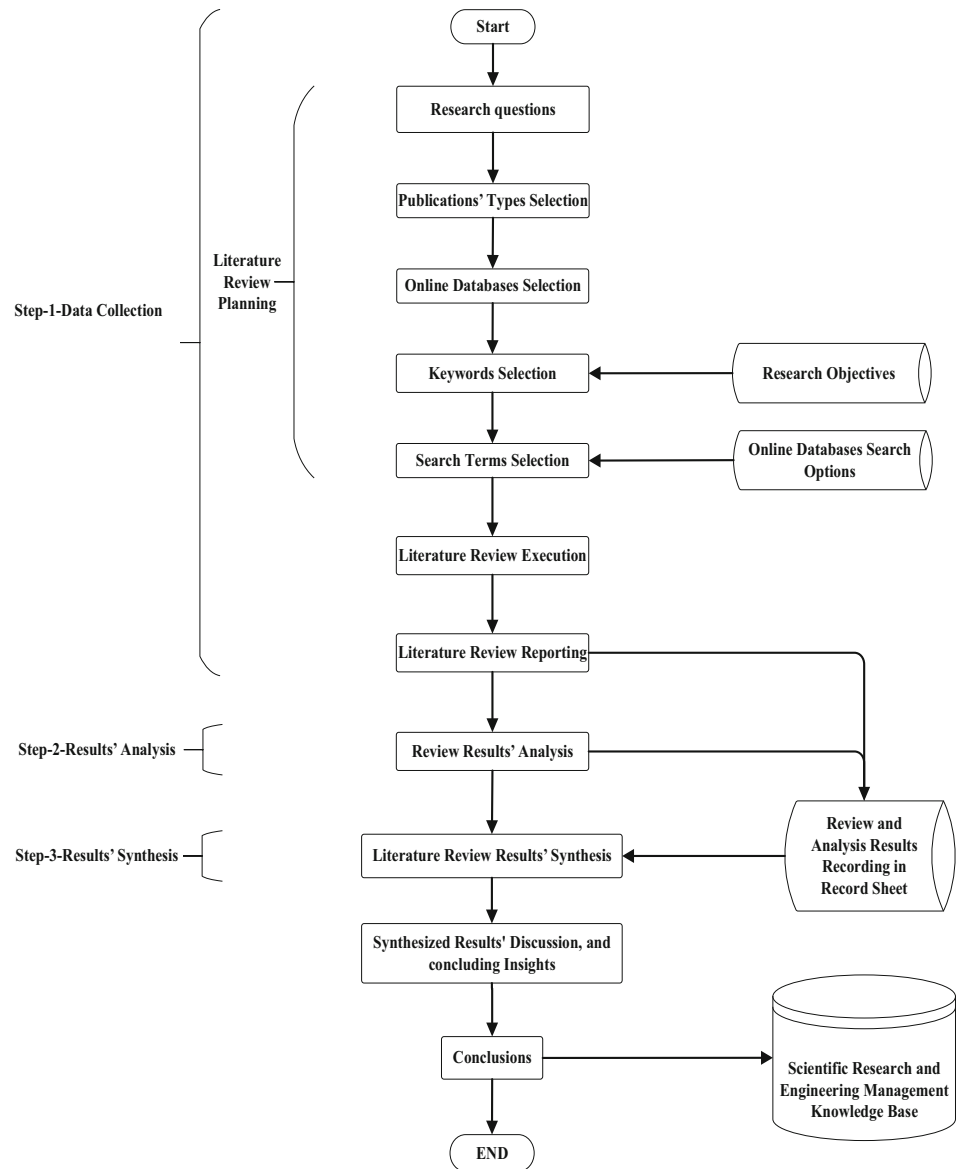 Start
Research questions
Publications’ Types Selection
Literature
Review
Planning
Online Databases Selection
Step-1-Data Collection
Keywords Selection
Research Objectives
Search Terms Selection
Online Databases Search
Options
Literature Review Execution
Literature Review Reporting
Step-2-Results’ Analysis
Review Results’ Analysis
Step-3-Results’ Synthesis
Literature Review Results’ Synthesis
Review and
Analysis Results
Recording in
Record Sheet
Synthesized Results' Discussion, and
concluding Insights
Conclusions
Scientific Research and
Engineering Management
Knowledge Base
END